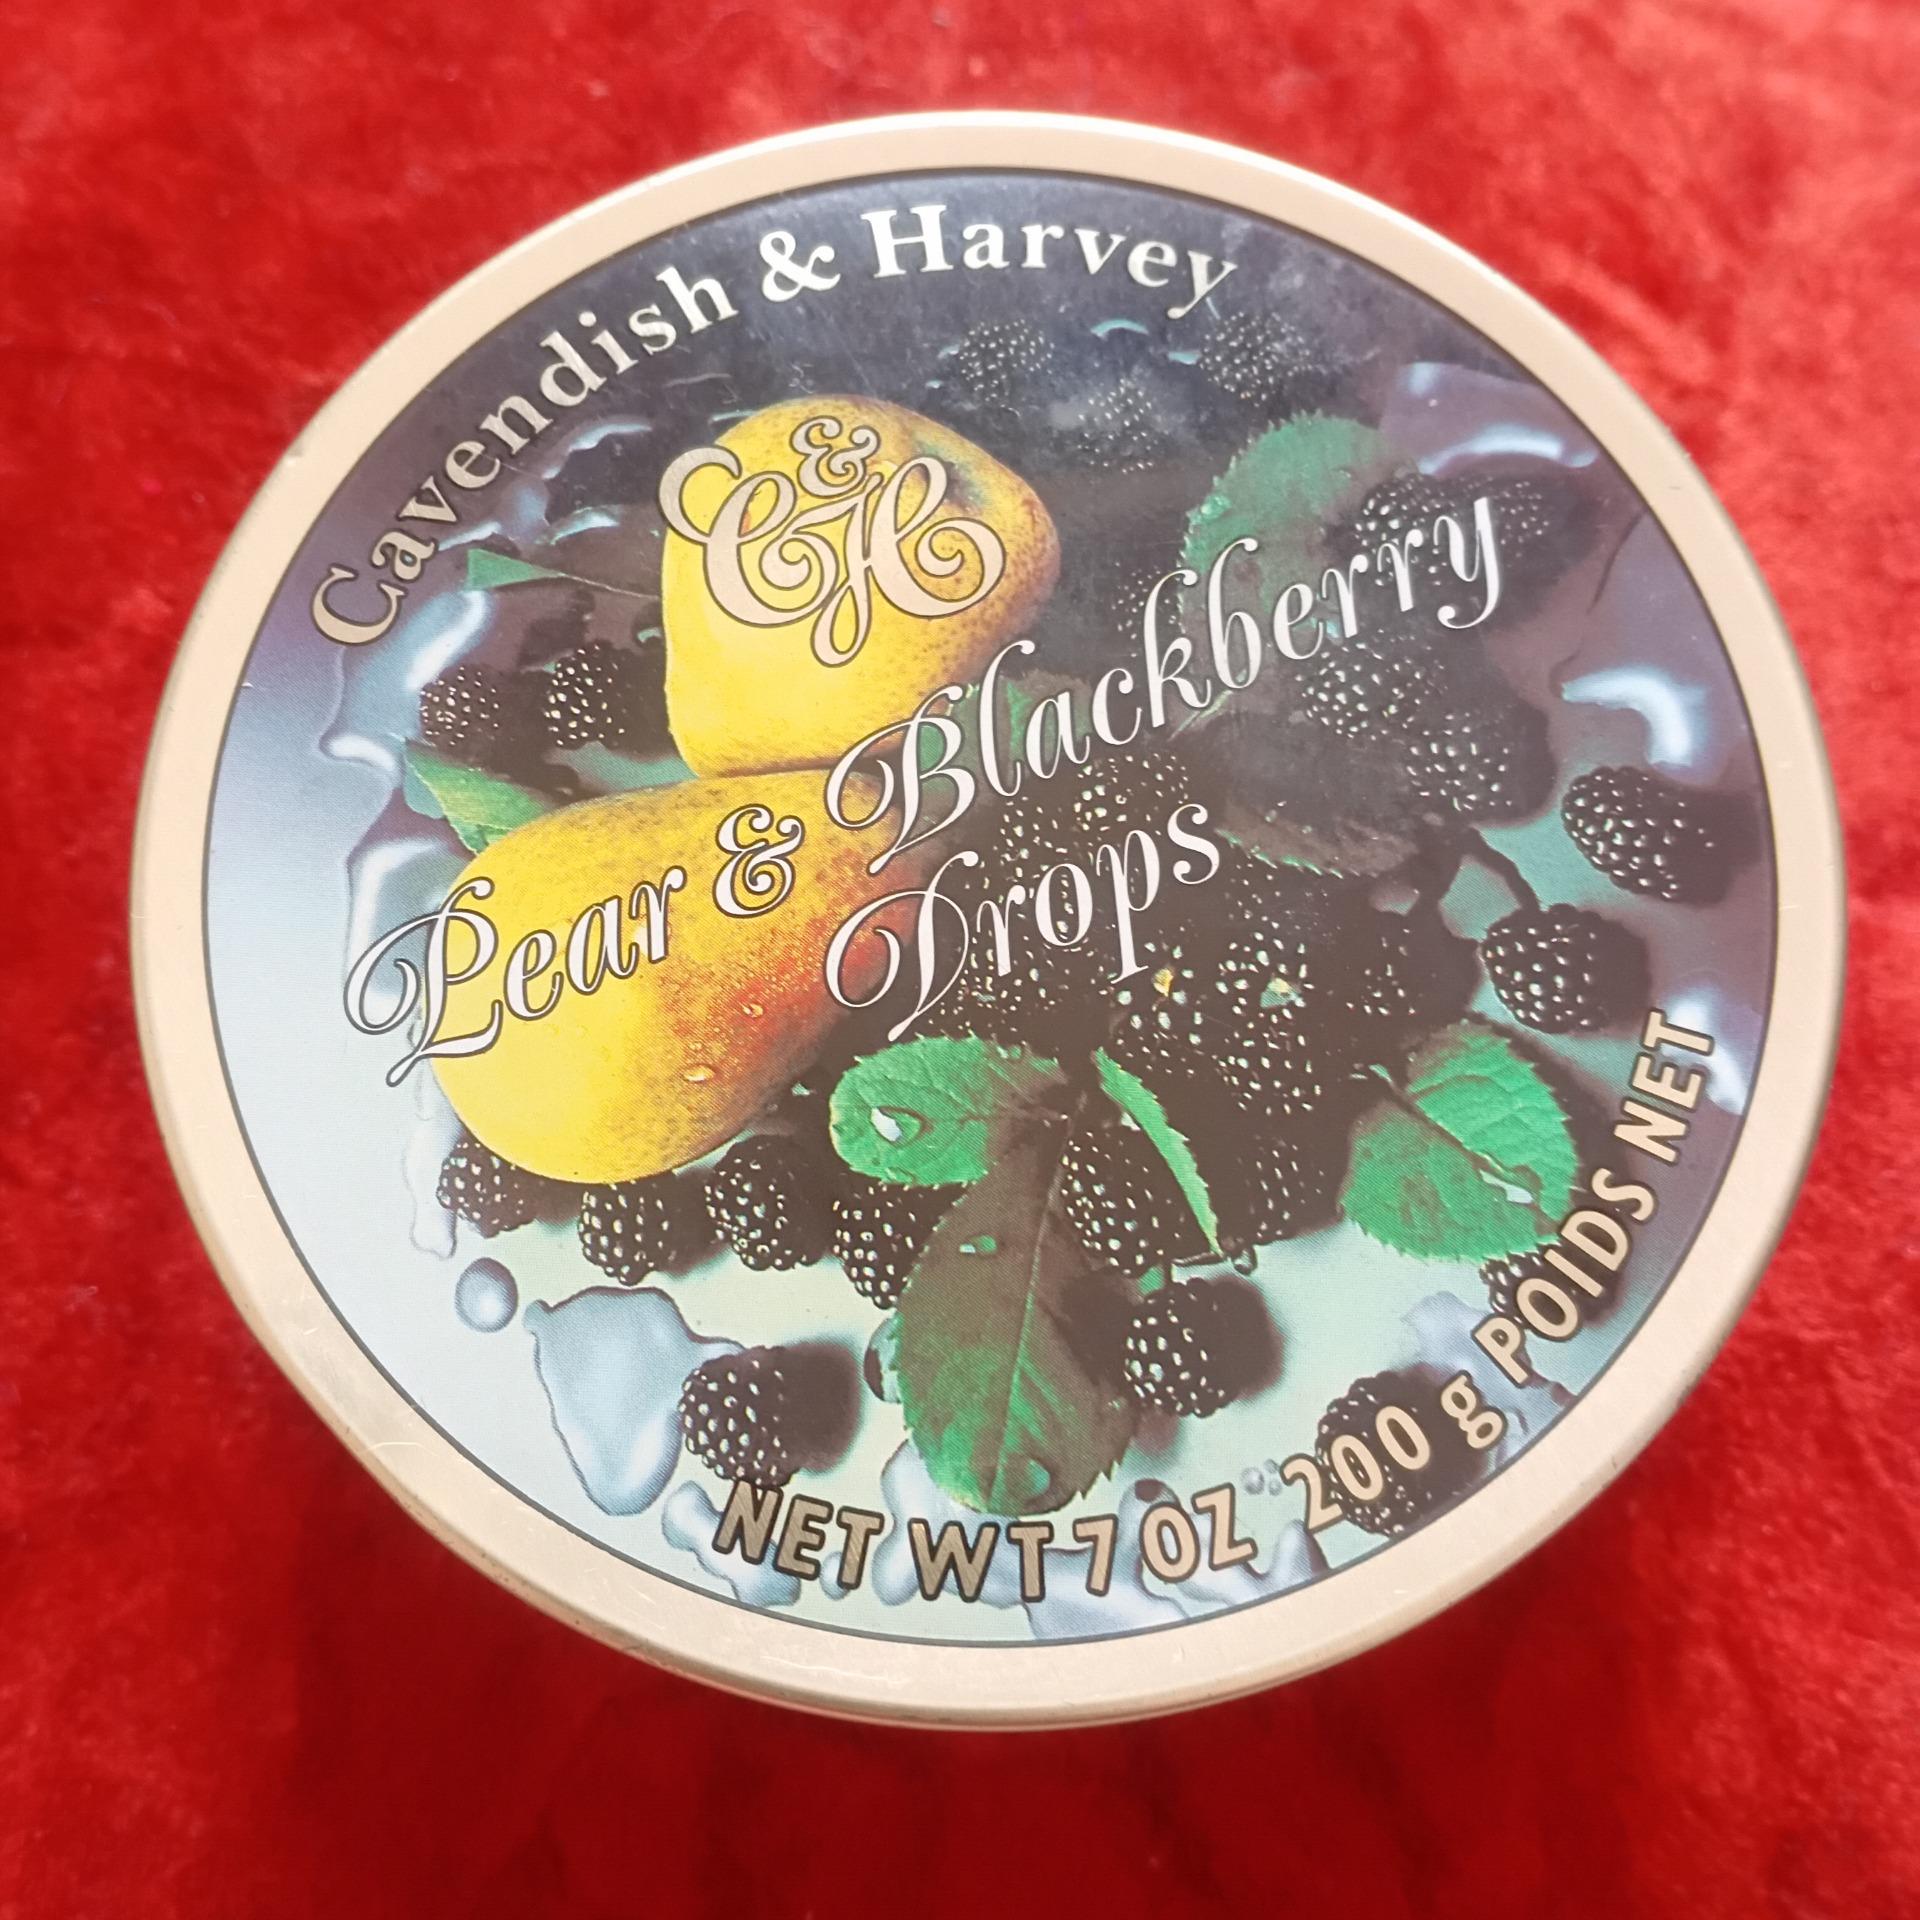 Cavendish & Harvey
C&H
Pear & Blackberry
Drops
NET WT 7 OZ 200 g POIDS NET